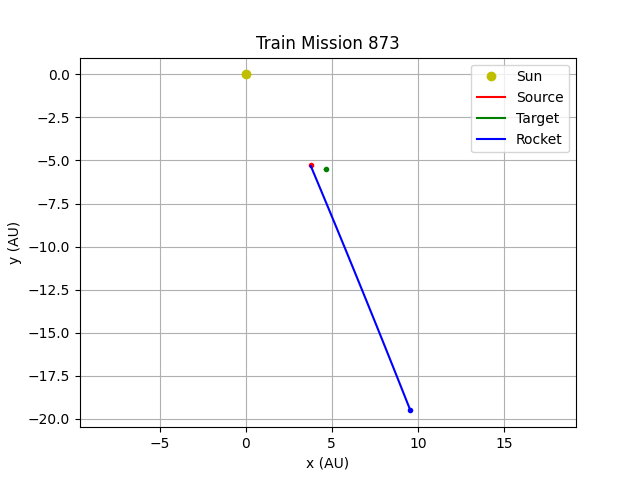 Train Mission 873
Sun
Source
Target
Rocket
0.0
−2.5
−5.0
−7.5
−10.0
−12.5
−15.0
−17.5
−20.0
y (AU)
−5
0
5
10
15
x (AU)